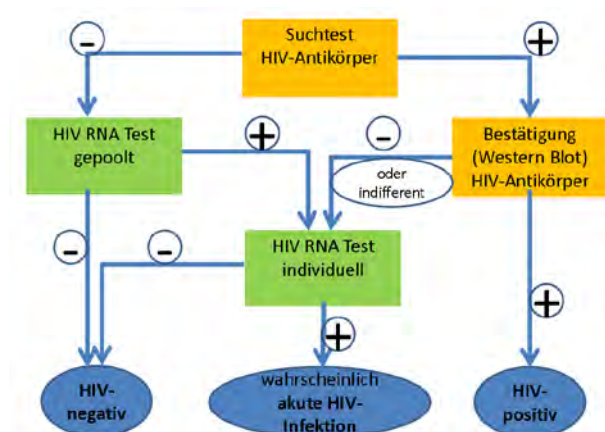 Suchtest
HIV-Antikörper
−
+
HIV RNA Test
gepoolt
+
−
oder
indifferent
Bestätigung
(Western Blot)
HIV-Antikörper
−
−
HIV RNA Test
individuell
+
+
HIV-
negativ
wahrscheinlich
akute HIV-
Infektion
HIV-
positiv